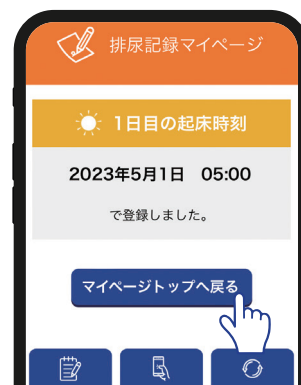 排尿記録マイページ
1日目の起床時刻
2023年5月1日 05:00
で登録しました。
マイページトップへ戻る